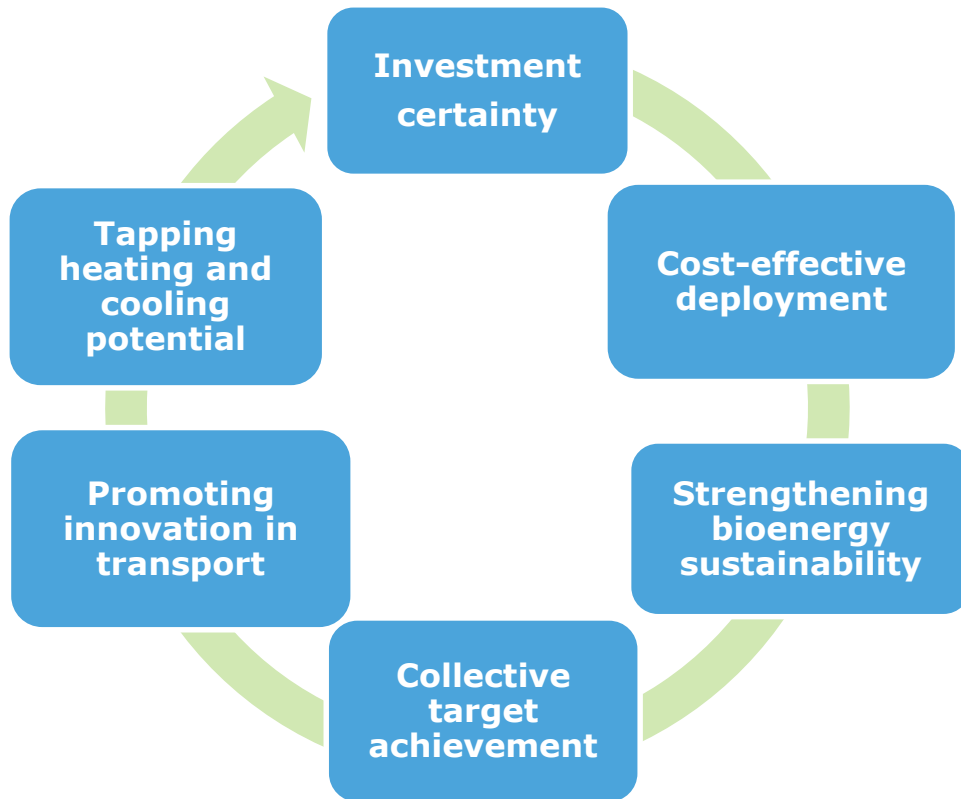 Investment
certainty
Cost-effective
deployment
Strengthening
bioenergy
sustainability
Collective
target
achievement
Promoting
innovation in
transport
Tapping
heating and
cooling
potential